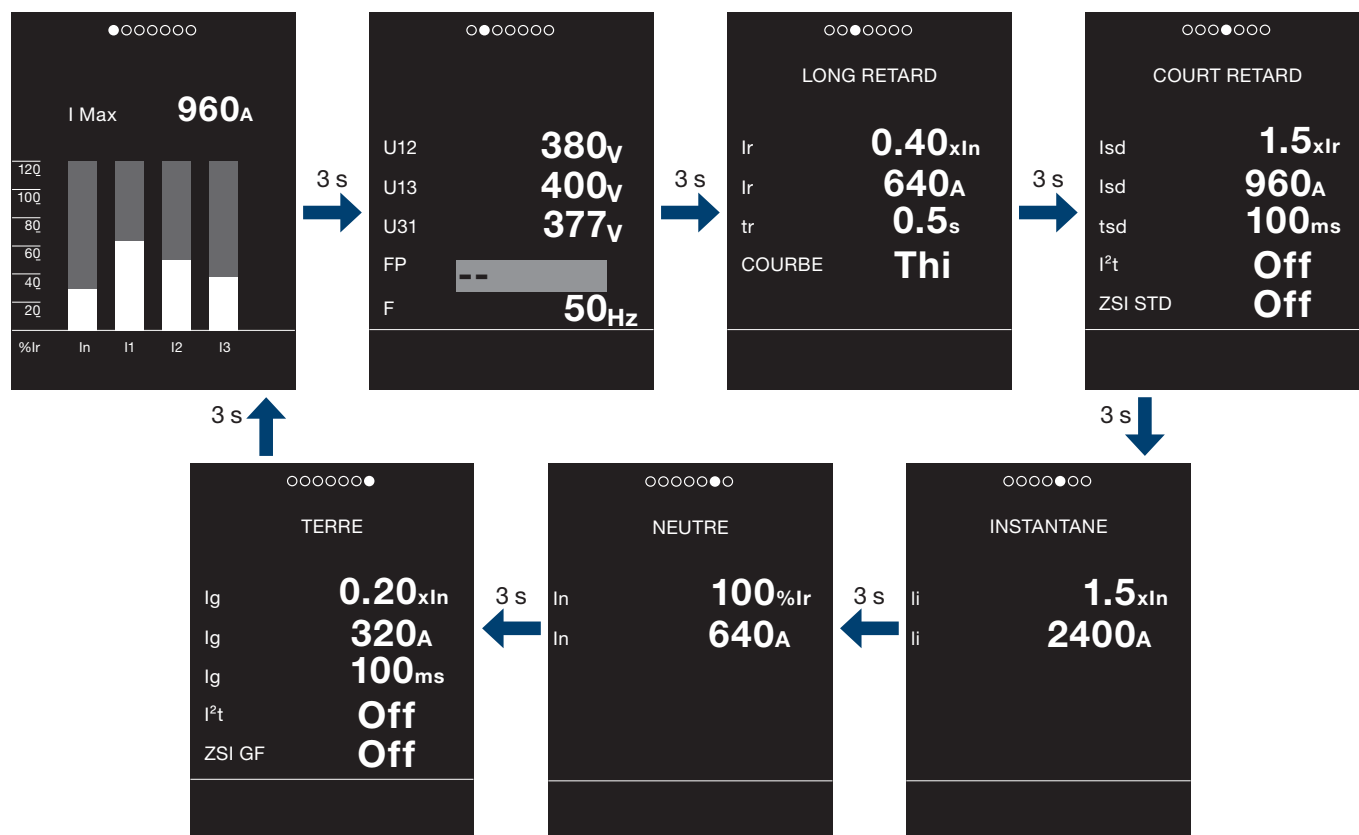 I Max 960A
120
100
80
60
40
20
%Ir In I1 I2 I3
3 s
U12 380V
U13 400V
U31 377V
FP --
F 50Hz
3 s
LONG RETARD
Ir 0.40xIn
Ir 640A
tr 0.5s
COURBE Thi
3 s
COURT RETARD
Isd 1.5xIr
Isd 960A
tsd 100ms
I²t Off
ZSI STD Off
3 s
3 s
TERRE
Ig 0.20xIn
Ig 320A
Ig 100ms
I²t Off
ZSI GF Off
3 s
NEUTRE
In 100%Ir
In 640A
3 s
INSTANTANE
Ii 1.5xIn
Ii 2400A